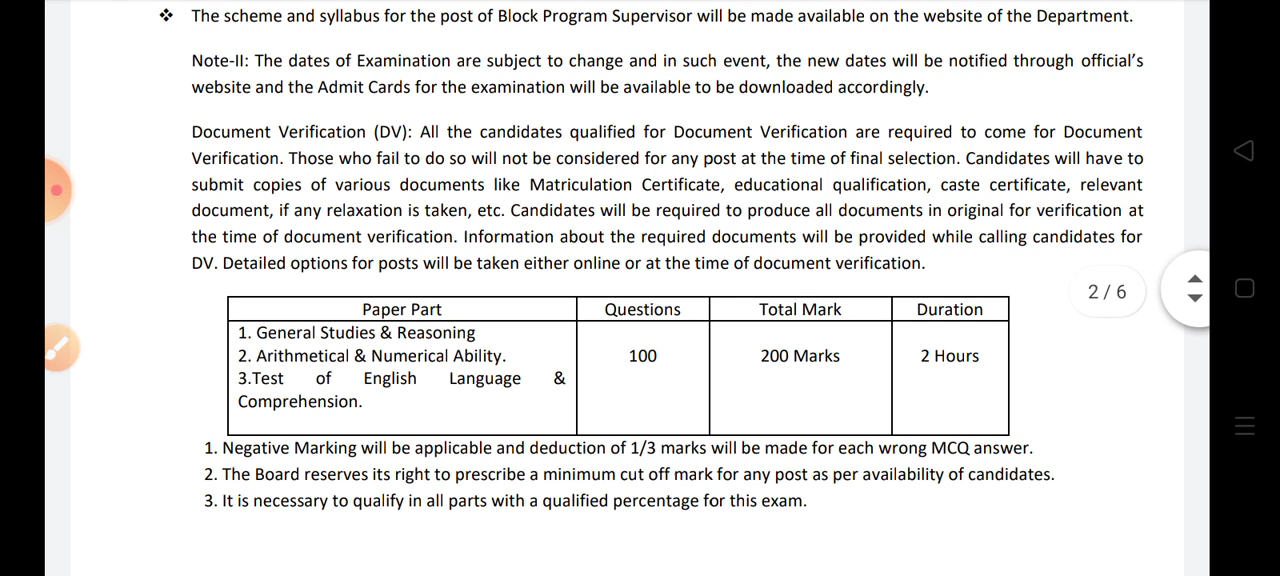 ❖ The scheme and syllabus for the post of Block Program Supervisor will be made available on the website of the Department.
Note-II: The dates of Examination are subject to change and in such event, the new dates will be notified through official's
website and the Admit Cards for the examination will be available to be downloaded accordingly.
Document Verification (DV): All the candidates qualified for Document Verification are required to come for Document
Verification. Those who fail to do so will not be considered for any post at the time of final selection. Candidates will have to
submit copies of various documents like Matriculation Certificate, educational qualification, caste certificate, relevant
document, if any relaxation is taken, etc. Candidates will be required to produce all documents in original for verification at
the time of document verification. Information about the required documents will be provided while calling candidates for
DV. Detailed options for posts will be taken either online or at the time of document verification.
2 / 6
Paper Part Questions Total Mark Duration
1. General Studies & Reasoning
2. Arithmetical & Numerical Ability. 100 200 Marks 2 Hours
3.Test of English Language &
Comprehension.
1. Negative Marking will be applicable and deduction of 1/3 marks will be made for each wrong MCQ answer.
2. The Board reserves its right to prescribe a minimum cut off mark for any post as per availability of candidates.
3. It is necessary to qualify in all parts with a qualified percentage for this exam.